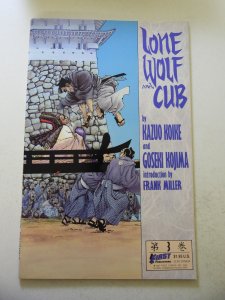 LONE
WOLF
AND
CUB
by
KAZUO KOIKE
and
GOSEKI KOJIMA
introduction by
FRANK MILLER
第 3 巻
FIRST